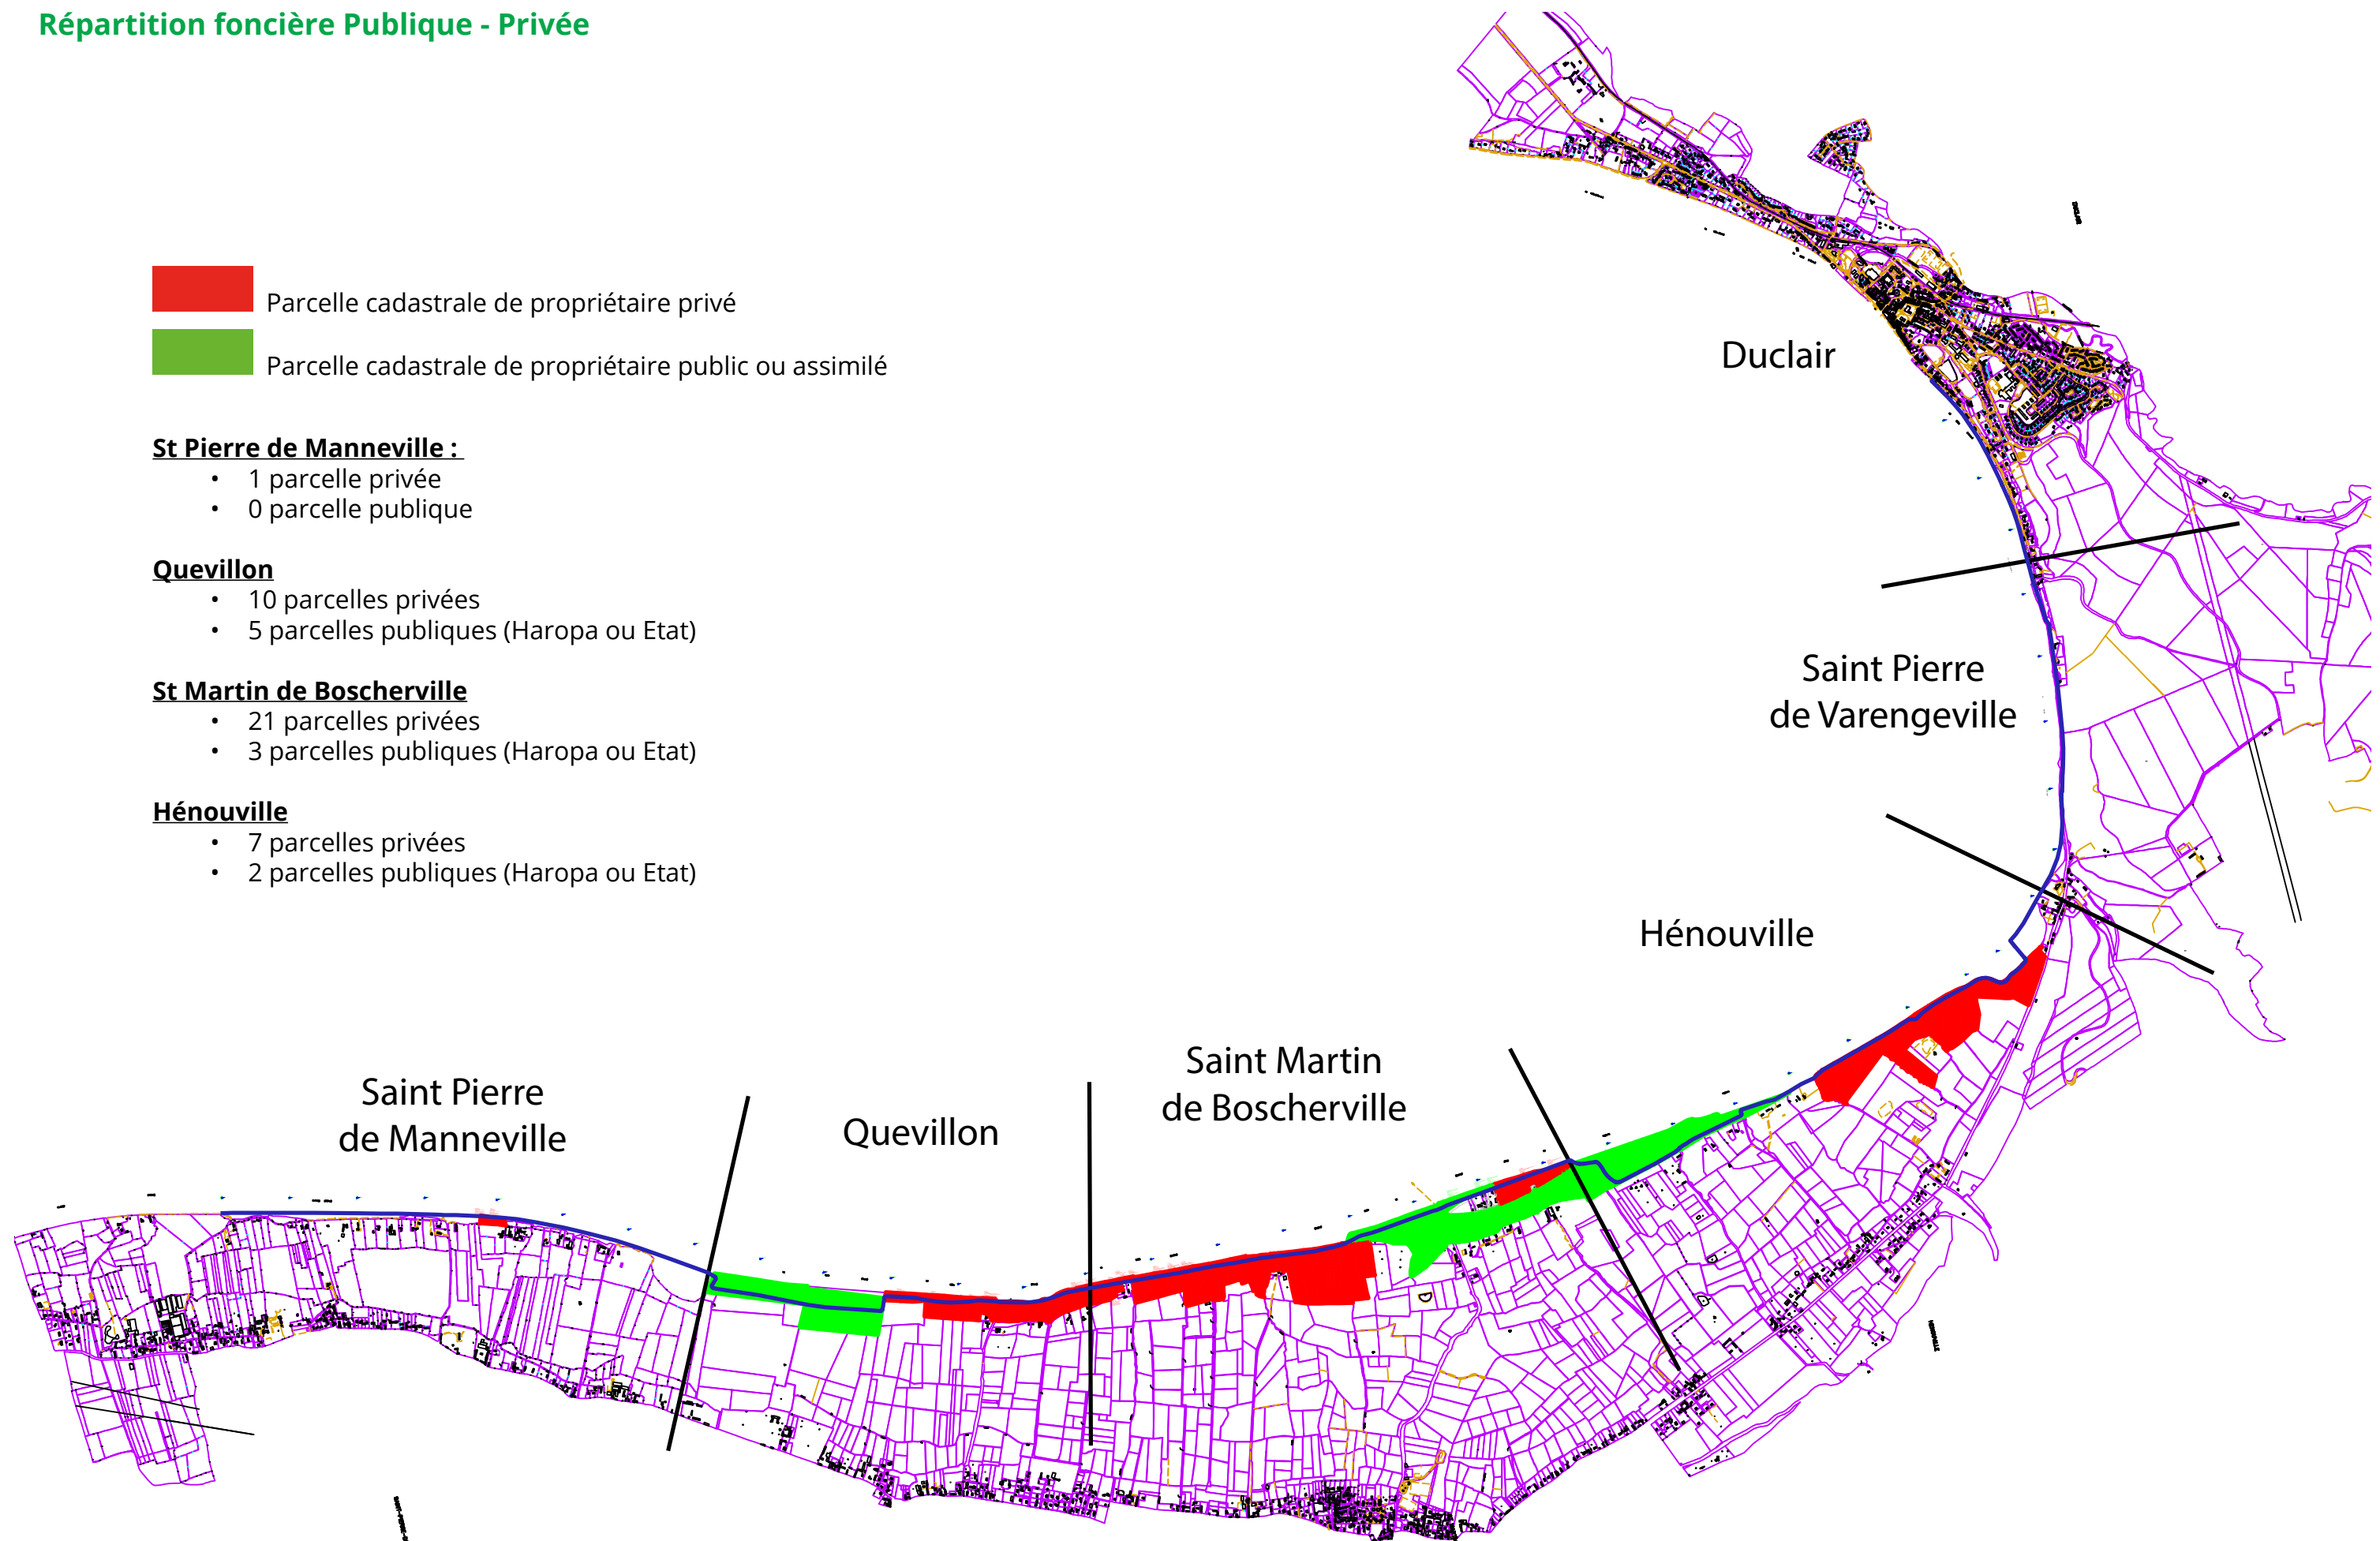 Répartition foncière Publique - Privée
Parcelle cadastrale de propriétaire privé
Parcelle cadastrale de propriétaire public ou assimilé
St Pierre de Manneville :
• 1 parcelle privée
• 0 parcelle publique
Quevillon
• 10 parcelles privées
• 5 parcelles publiques (Haropa ou Etat)
St Martin de Boscherville
• 21 parcelles privées
• 3 parcelles publiques (Haropa ou Etat)
Hénouville
• 7 parcelles privées
• 2 parcelles publiques (Haropa ou Etat)
Duclair
Saint Pierre
de Varengeville
Hénouville
Saint Martin
de Boscherville
Quevillon
Saint Pierre
de Manneville